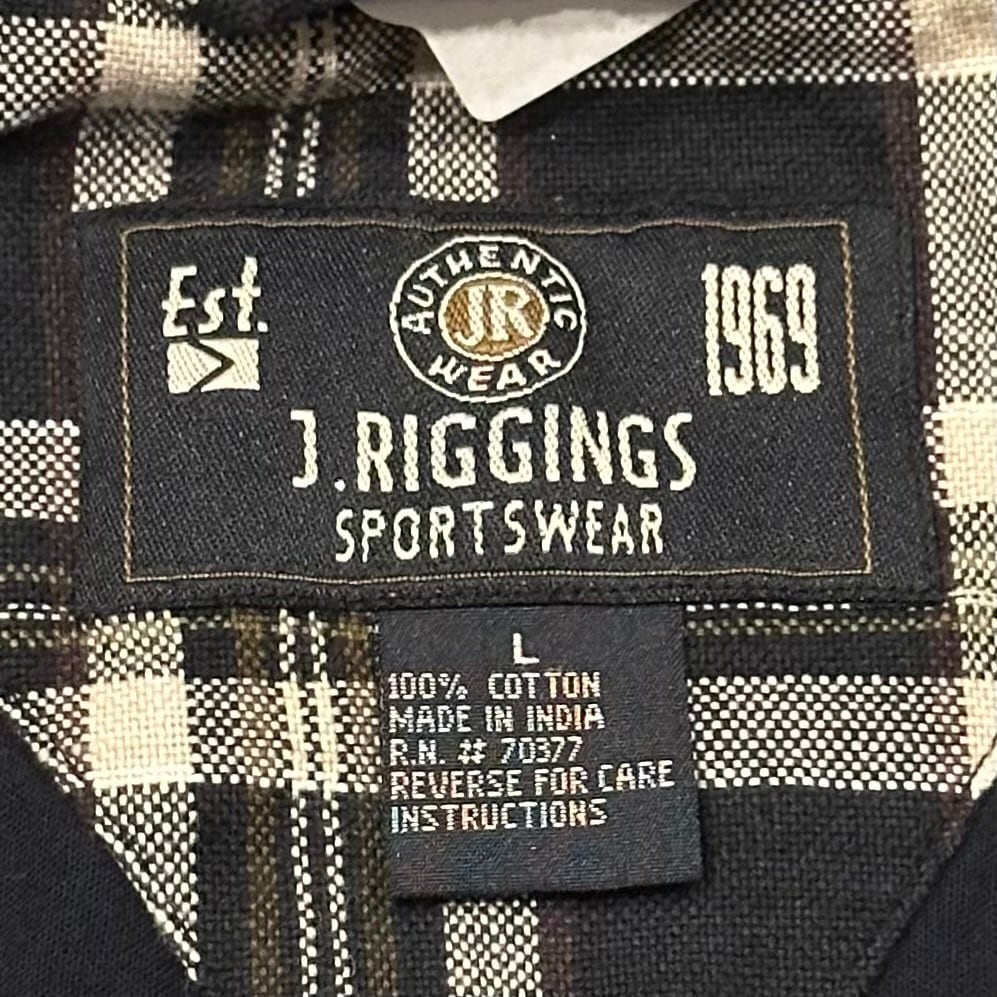 Est.
AUTHENTIC
JR
WEAR
1969
J.RIGGINGS
SPORTSWEAR
L
100% COTTON
MADE IN INDIA
R.N. # 70377
REVERSE FOR CARE
INSTRUCTIONS